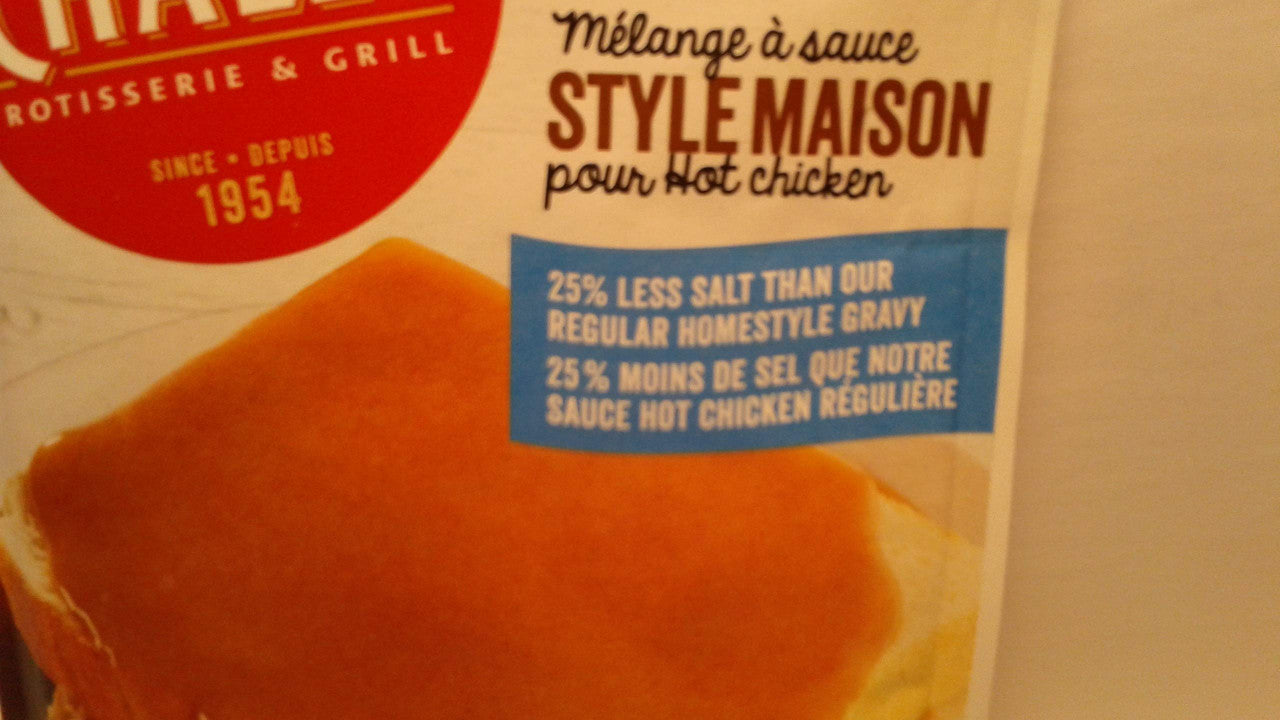 ROTISSERIE & GRILL
SINCE • DEPUIS
1954
Mélange à sauce
STYLE MAISON
pour Hot chicken
25% LESS SALT THAN OUR
REGULAR HOMESTYLE GRAVY
25% MOINS DE SEL QUE NOTRE
SAUCE HOT CHICKEN RÉGULIÈRE